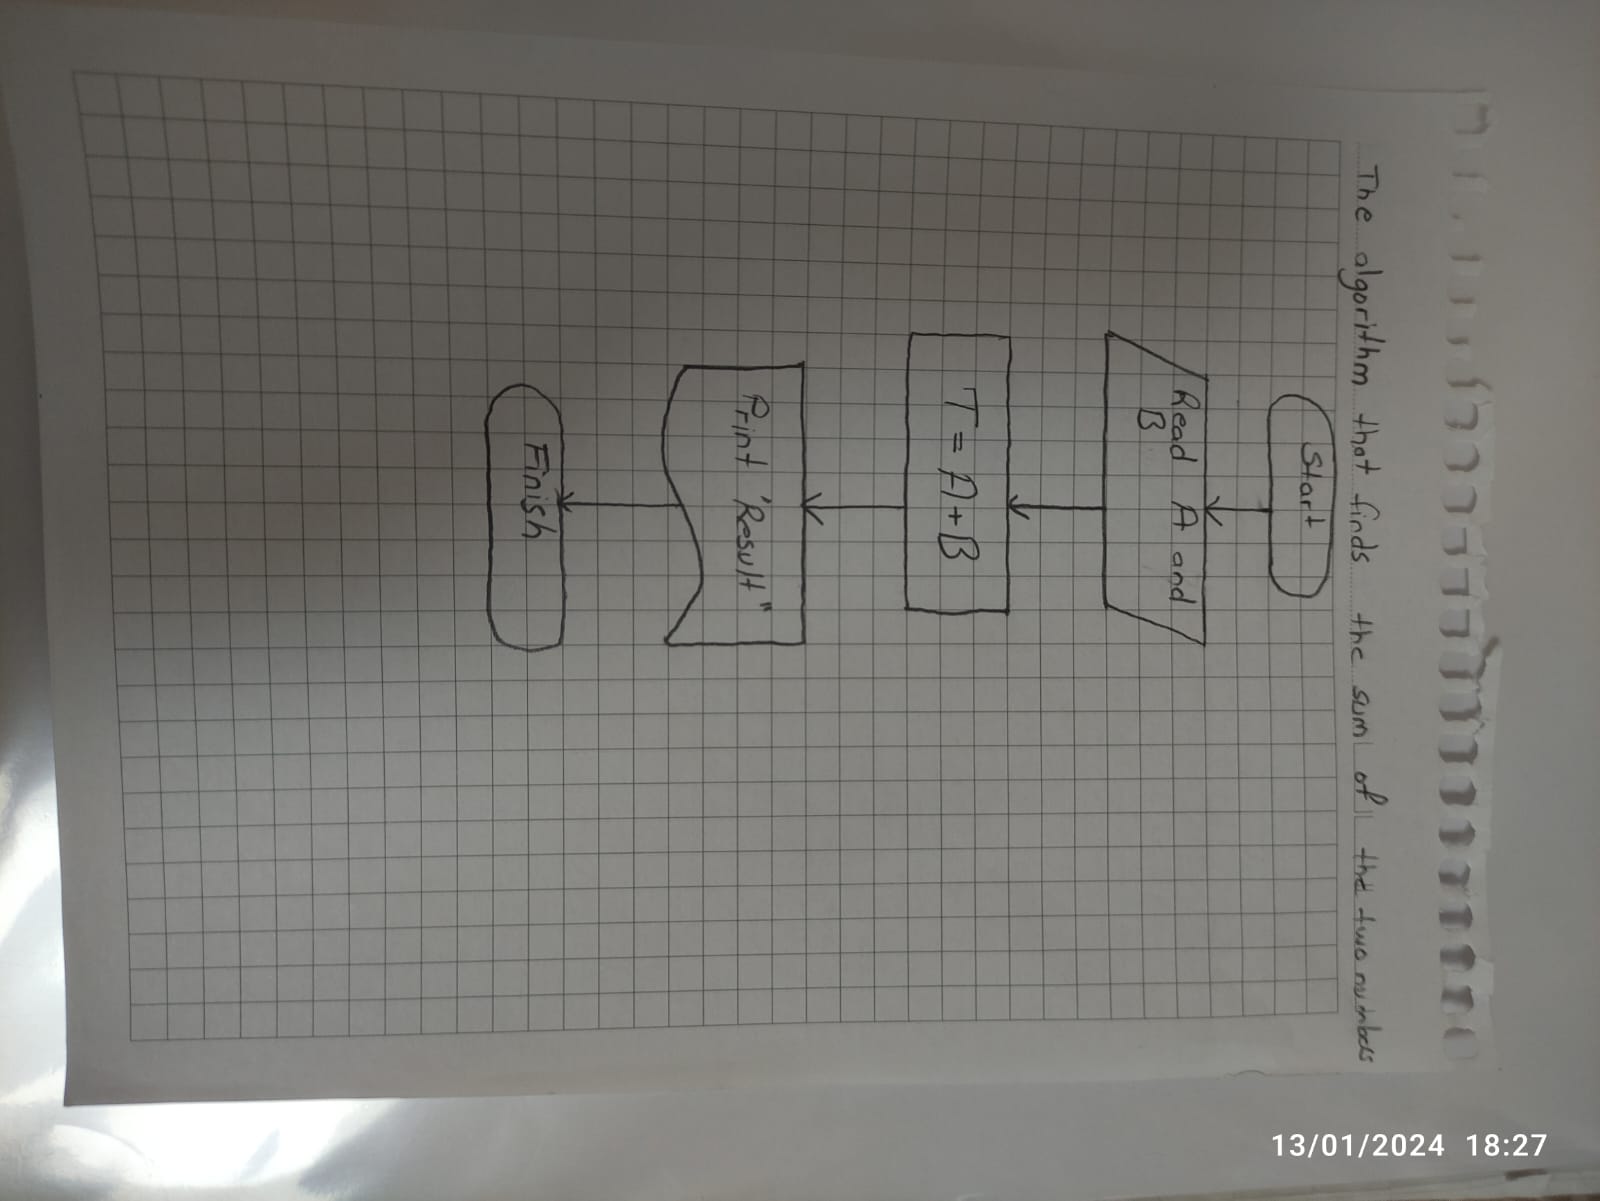 The algorithm that finds the sum of the two numbers
Start
Read A and
B
T = A + B
Print "Result"
Finish
13/01/2024 18:27